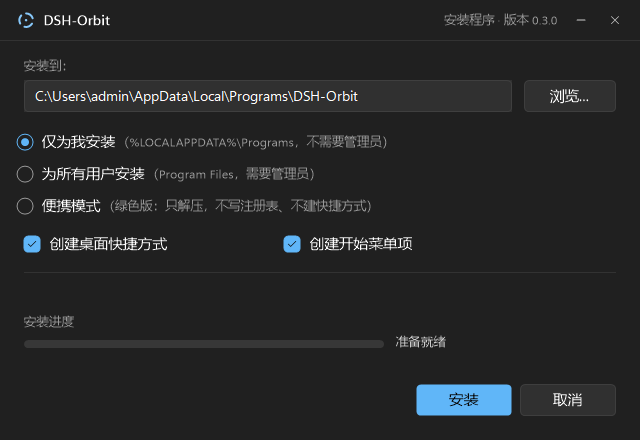 DSH-Orbit 安装程序 · 版本 0.3.0
安装到：
C:\Users\admin\AppData\Local\Programs\DSH-Orbit 浏览...
仅为我安装（%LOCALAPPDATA%\Programs，不需要管理员）
为所有用户安装（Program Files，需要管理员）
便携模式（绿色版：只解压，不写注册表、不建快捷方式）
创建桌面快捷方式 创建开始菜单项
安装进度
准备就绪
安装 取消